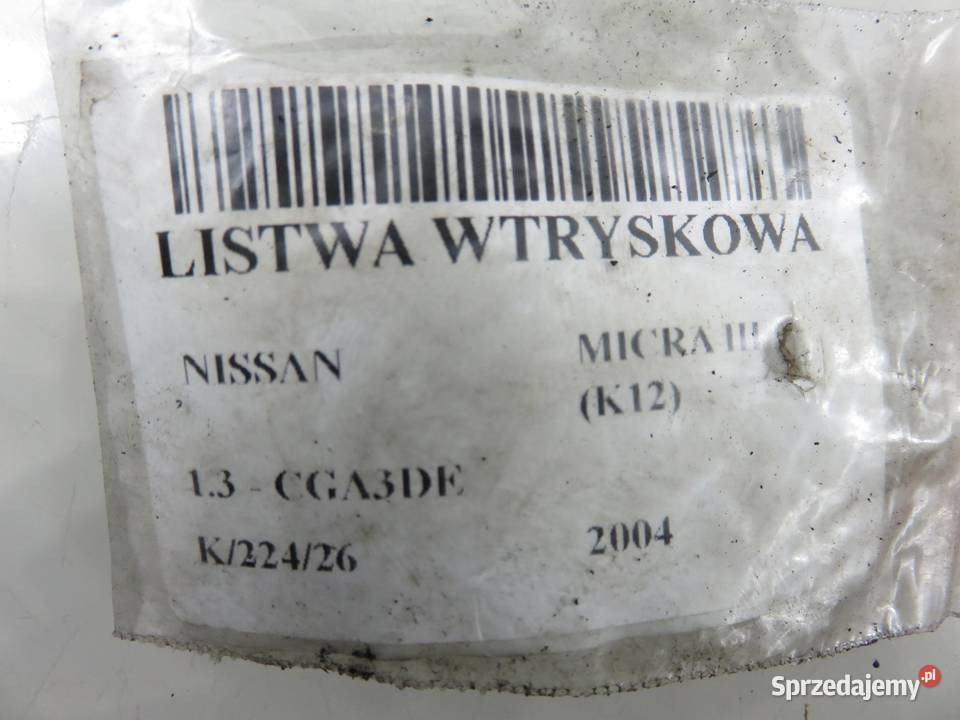 LISTWA WTRYSKOWA
NISSAN
MICRA III
(K12)
1.3 - CGA3DE
K/224/26
2004
Sprzedajemy.pl